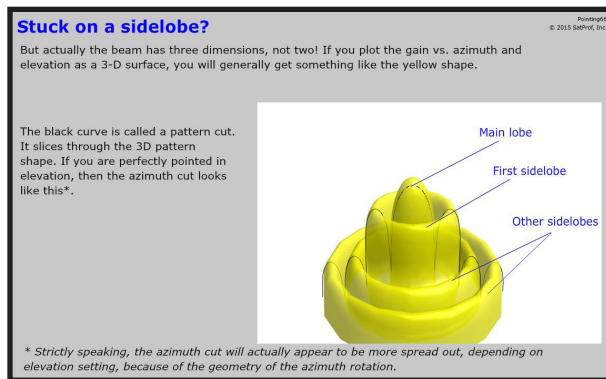 Stuck on a sidelobe?
Pointing66
© 2015 SatProf, Inc
But actually the beam has three dimensions, not two! If you plot the gain vs. azimuth and
elevation as a 3-D surface, you will generally get something like the yellow shape.
The black curve is called a pattern cut.
It slices through the 3D pattern
shape. If you are perfectly pointed in
elevation, then the azimuth cut looks
like this*.
Main lobe
First sidelobe
Other sidelobes
* Strictly speaking, the azimuth cut will actually appear to be more spread out, depending on
elevation setting, because of the geometry of the azimuth rotation.